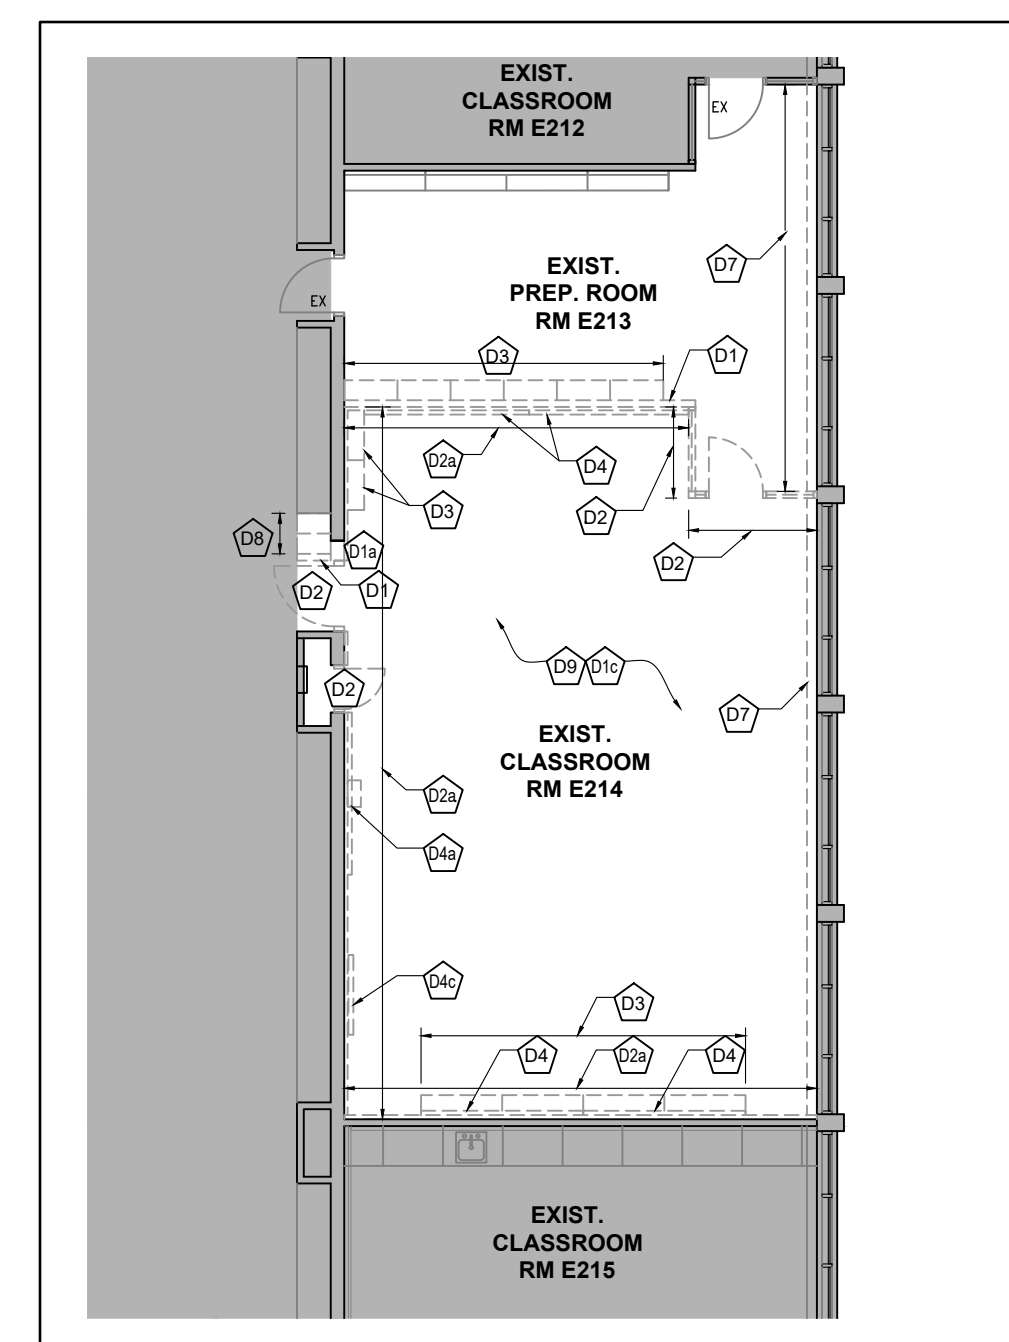 EXIST.
CLASSROOM
RM E212
EX
D7
EXIST.
PREP. ROOM
RM E213
EX
D3
D1
D2a
D4
D3
D2
D8
D1a
D2
D2
D1
D9
D1c
D2
D7
EXIST.
CLASSROOM
RM E214
D2a
D4a
D4c
D3
D4
D2a
D4
EXIST.
CLASSROOM
RM E215